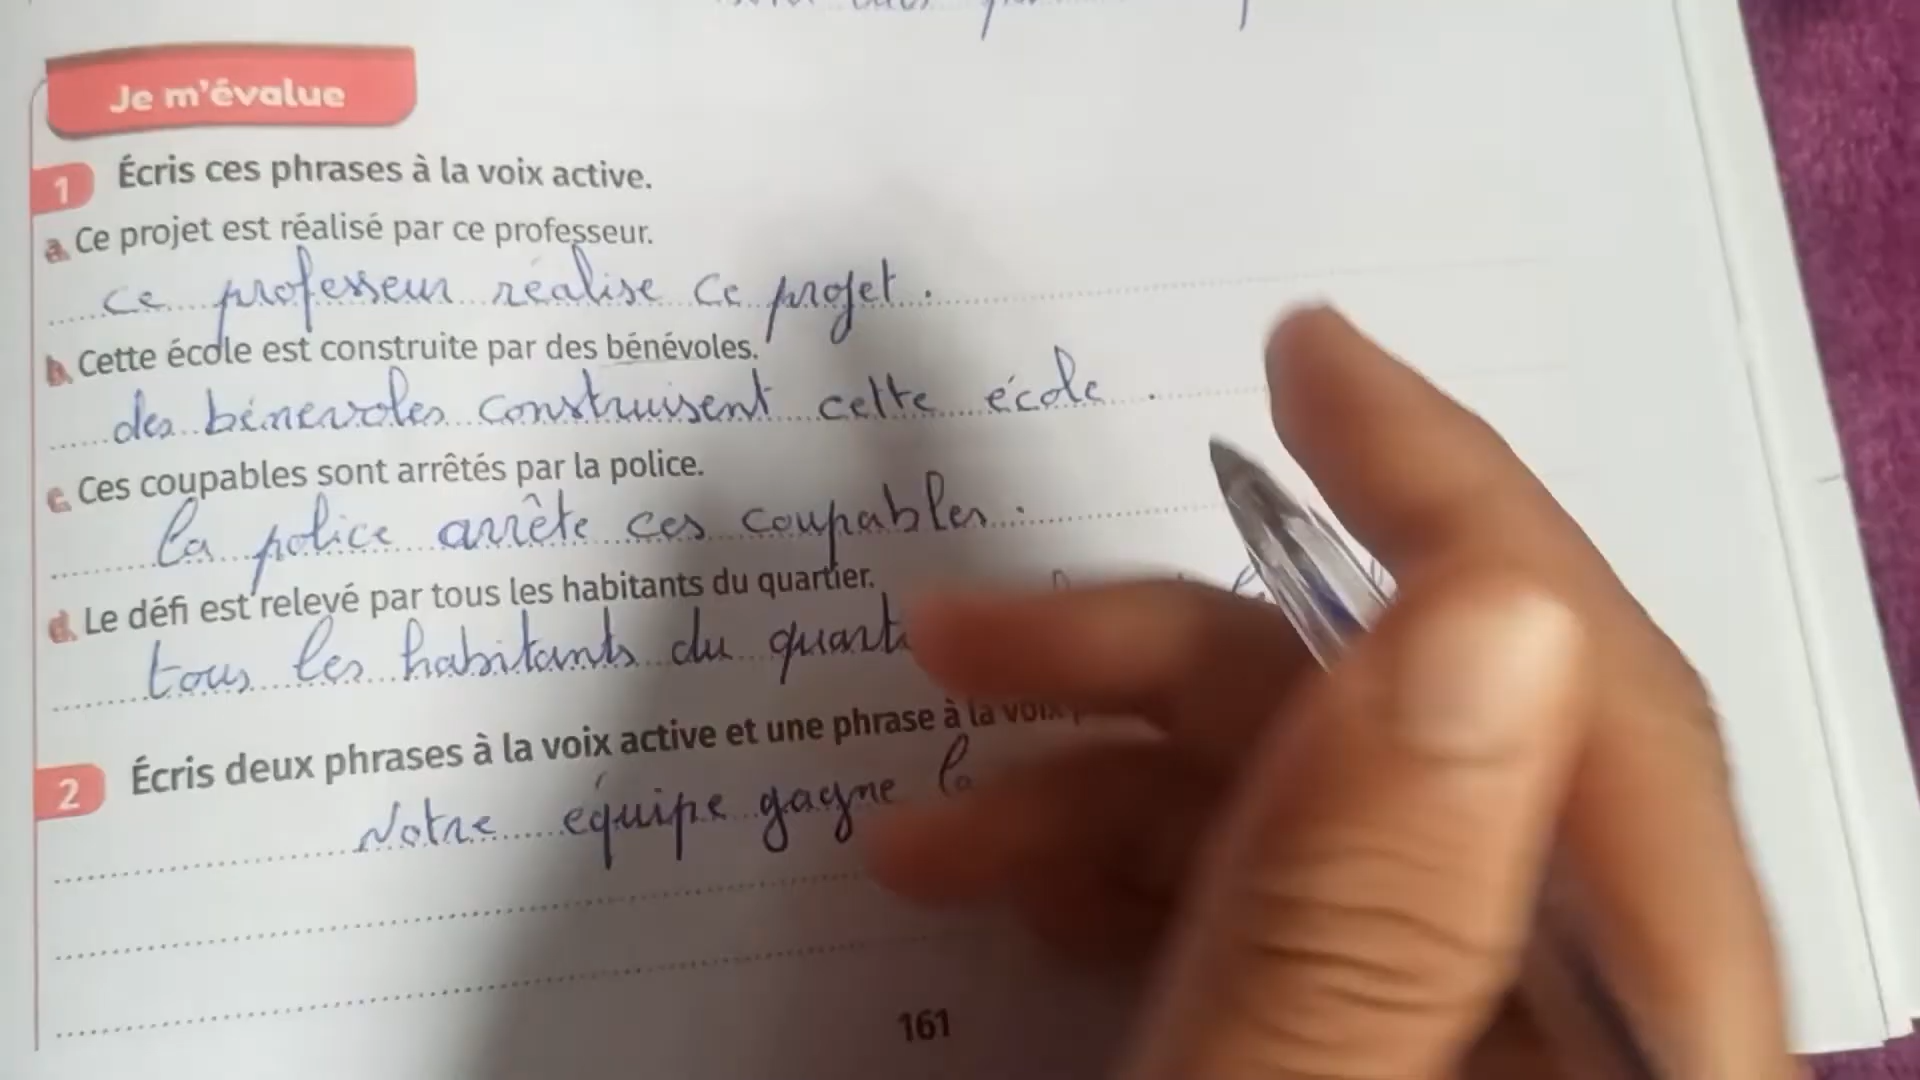 Je m'évalue
1 Écris ces phrases à la voix active.
a. Ce projet est réalisé par ce professeur.
ce professeur réalise ce projet.
b. Cette école est construite par des bénévoles.
des bénevoles construisent cette école.
c. Ces coupables sont arrêtés par la police.
la police arrête ces coupables.
d. Le défi est relevé par tous les habitants du quartier.
tous les habitants du
2 Écris deux phrases à la voix active et une phrase à la voix
Notre équipe gagne
161